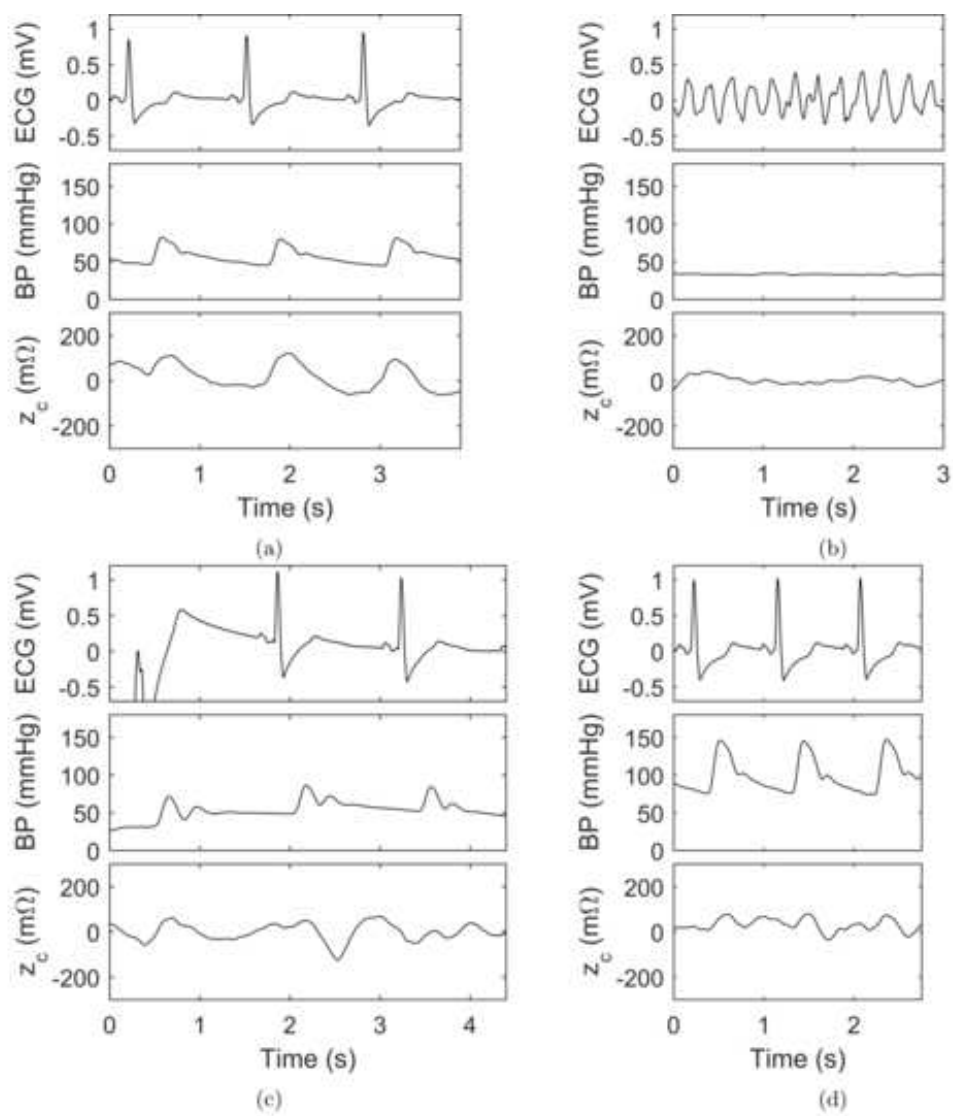 ECG (mV)
1
0.5
0
-0.5
BP (mmHg)
150
100
50
0
z_c (mΩ)
200
0
-200
0 1 2 3
Time (s)
(a)
ECG (mV)
1
0.5
0
-0.5
BP (mmHg)
150
100
50
0
z_c (mΩ)
200
0
-200
0 1 2 3
Time (s)
(b)
ECG (mV)
1
0.5
0
-0.5
BP (mmHg)
150
100
50
0
z_c (mΩ)
200
0
-200
0 1 2 3 4
Time (s)
(c)
ECG (mV)
1
0.5
0
-0.5
BP (mmHg)
150
100
50
0
z_c (mΩ)
200
0
-200
0 1 2
Time (s)
(d)